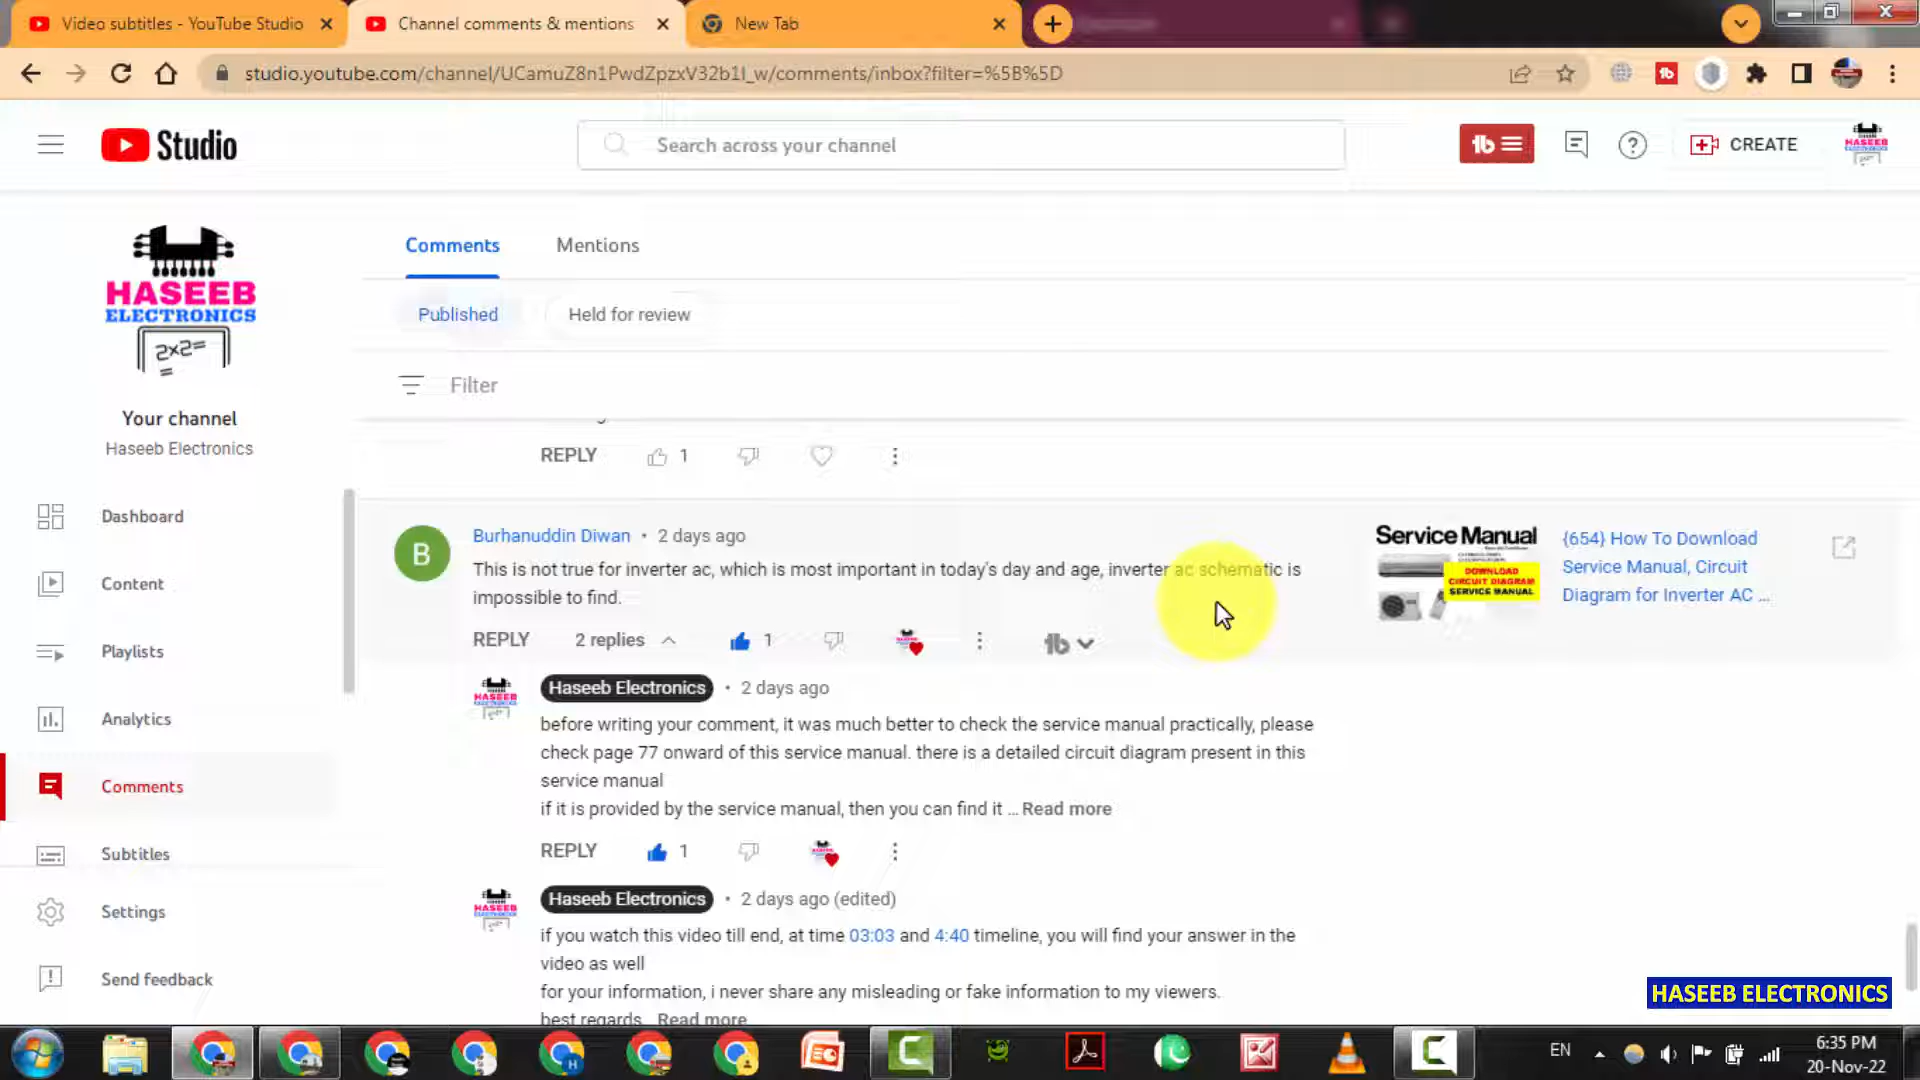 Video subtitles - YouTube Studio
Channel comments & mentions
New Tab
studio.youtube.com/channel/UCamuZ8n1PwdZpzxV32b1l_w/comments/inbox?filter=%5B%5D
Studio
Search across your channel
CREATE
HASEEB
ELECTRONICS
2x2=
=
Your channel
Haseeb Electronics
Dashboard
Content
Playlists
Analytics
Comments
Subtitles
Settings
Send feedback
Comments Mentions
Published Held for review
Filter
REPLY 1
B
Burhanuddin Diwan • 2 days ago
This is not true for inverter ac, which is most important in today's day and age, inverter ac schematic is
impossible to find.
REPLY 2 replies 1
Service Manual
DOWNLOAD
CIRCUIT DIAGRAM
SERVICE MANUAL
{654} How To Download
Service Manual, Circuit
Diagram for Inverter AC ...
Haseeb Electronics • 2 days ago
before writing your comment, it was much better to check the service manual practically, please
check page 77 onward of this service manual. there is a detailed circuit diagram present in this
service manual
if it is provided by the service manual, then you can find it ... Read more
REPLY 1
Haseeb Electronics • 2 days ago (edited)
if you watch this video till end, at time 03:03 and 4:40 timeline, you will find your answer in the
video as well
for your information, i never share any misleading or fake information to my viewers.
best regards Read more
HASEEB ELECTRONICS
EN
6:35 PM
20-Nov-22